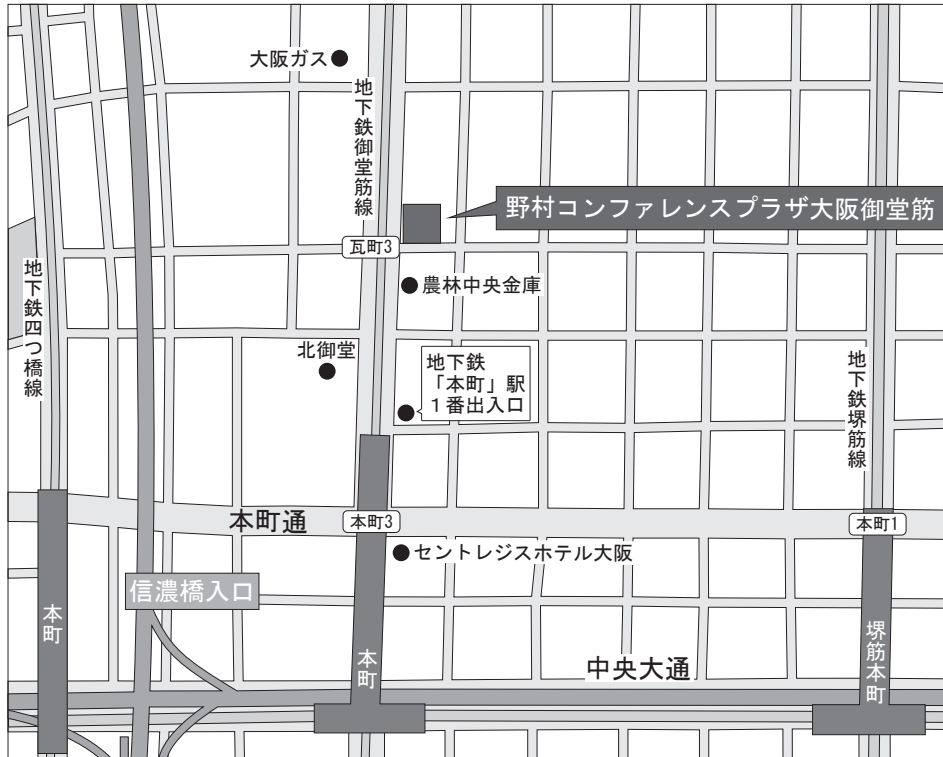 大阪ガス
地下鉄御堂筋線
野村コンファレンスプラザ大阪御堂筋
瓦町3
農林中央金庫
地下鉄四つ橋線
北御堂
地下鉄
「本町」駅
1番出入口
地下鉄堺筋線
本町通
本町3
本町1
セントレジスホテル大阪
信濃橋入口
本町
本町
堺筋本町
中央大通